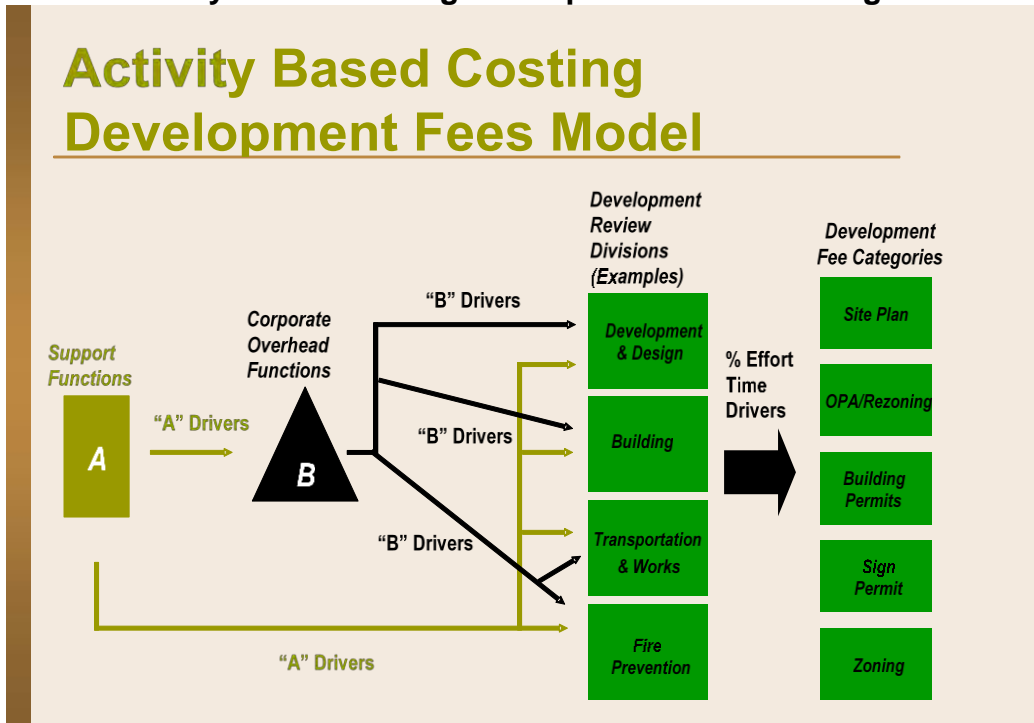 Activity Based Costing
Development Fees Model
Development
Review
Divisions
(Examples)
Development
Fee Categories
Corporate
Overhead
Functions
Support
Functions
"B" Drivers
"A" Drivers
"B" Drivers
"B" Drivers
"A" Drivers
A
B
Development
& Design
Building
Transportation
& Works
Fire
Prevention
% Effort
Time
Drivers
Site Plan
OPA/Rezoning
Building
Permits
Sign
Permit
Zoning